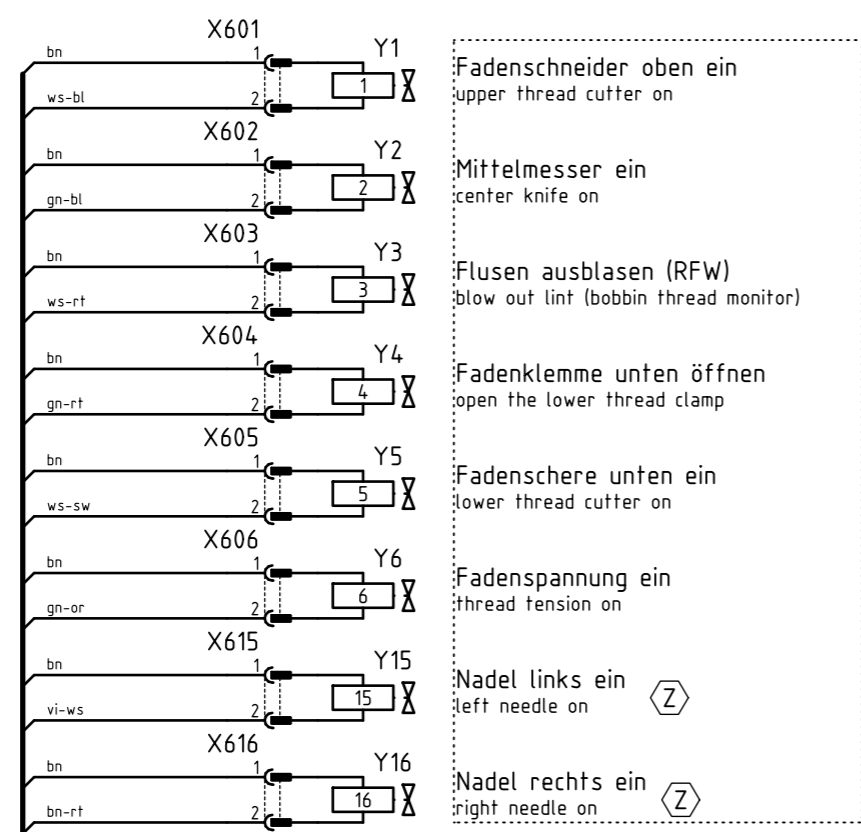 X601
bn 1 Y1
1 Fadenschneider oben ein
ws-bl 2 upper thread cutter on
X602
bn 1 Y2
2 Mittelmesser ein
gn-bl 2 center knife on
X603
bn 1 Y3
3 Flusen ausblasen (RFW)
ws-rt 2 blow out lint (bobbin thread monitor)
X604
bn 1 Y4
4 Fadenklemme unten öffnen
gn-rt 2 open the lower thread clamp
X605
bn 1 Y5
5 Fadenschere unten ein
ws-sw 2 lower thread cutter on
X606
bn 1 Y6
6 Fadenspannung ein
gn-or 2 thread tension on
X615
bn 1 Y15
15 Nadel links ein Z
vi-ws 2 left needle on
X616
bn 1 Y16
16 Nadel rechts ein Z
bn-rt 2 right needle on